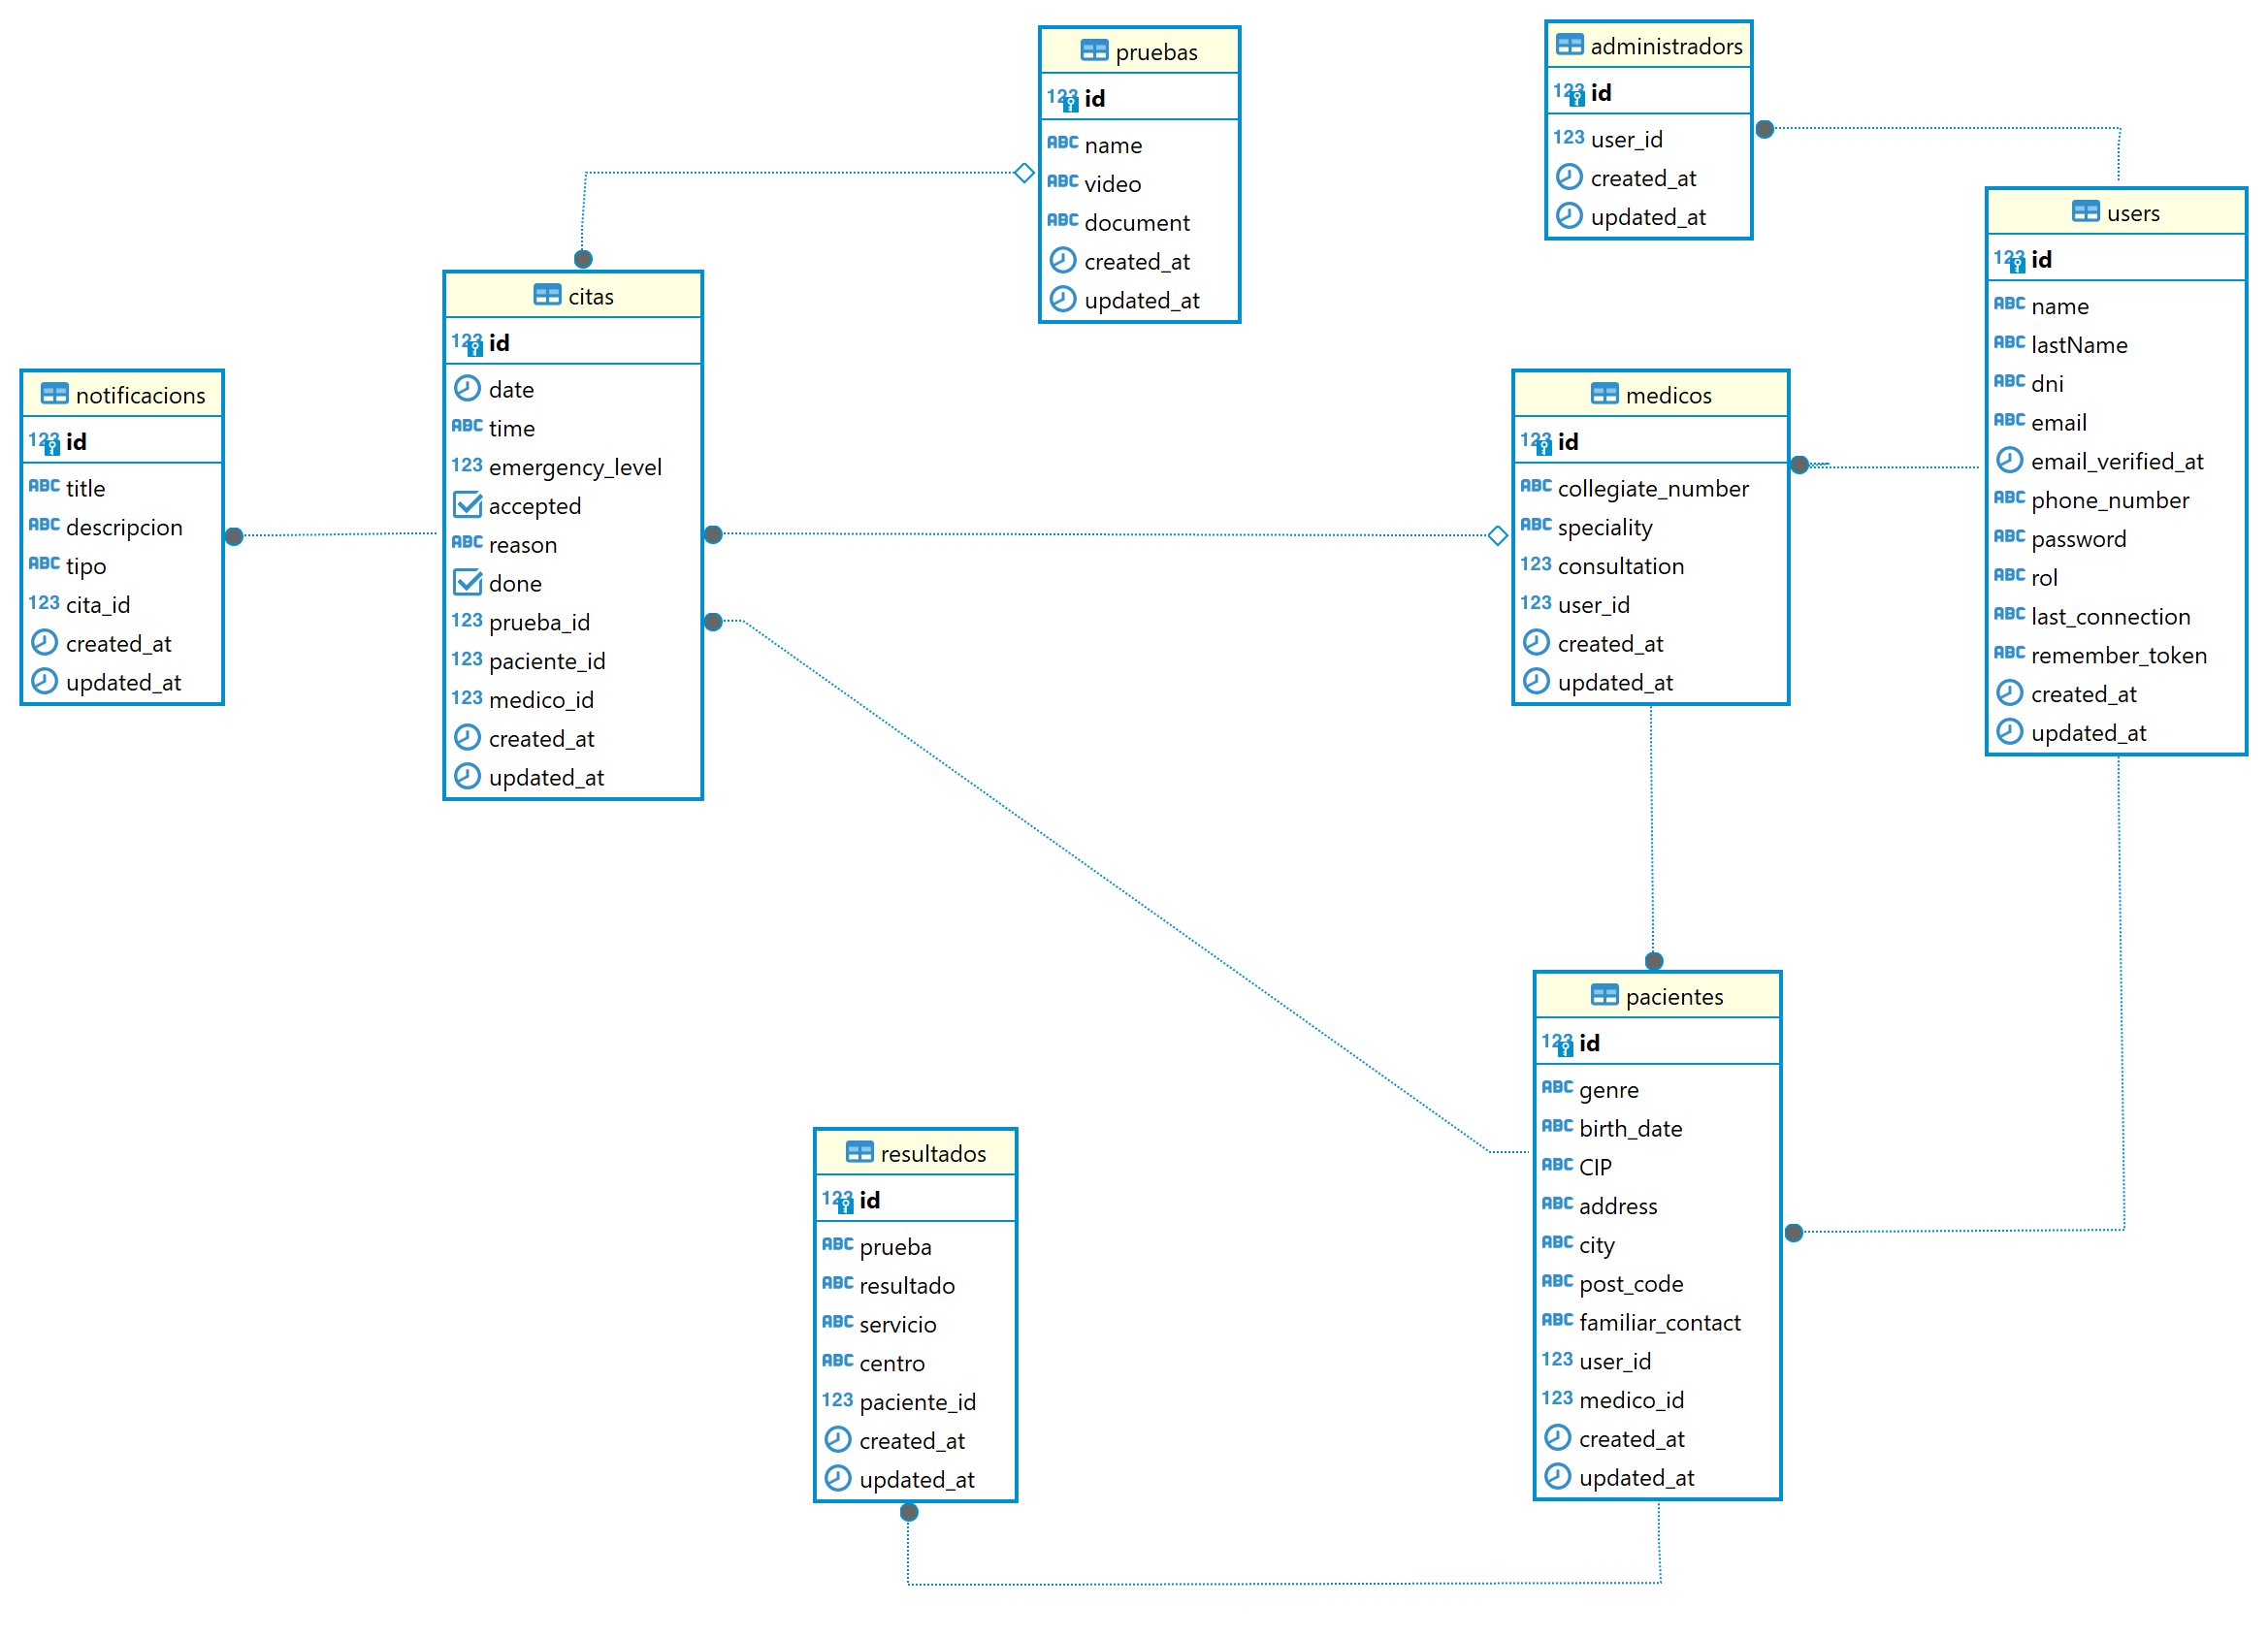 pruebas
123 id
ABC name
ABC video
ABC document
created_at
updated_at
administradors
123 id
123 user_id
created_at
updated_at
users
123 id
ABC name
ABC lastName
ABC dni
ABC email
email_verified_at
ABC phone_number
ABC password
ABC rol
ABC last_connection
ABC remember_token
created_at
updated_at
citas
123 id
date
ABC time
123 emergency_level
accepted
ABC reason
done
123 prueba_id
123 paciente_id
123 medico_id
created_at
updated_at
notificacions
123 id
ABC title
ABC descripcion
ABC tipo
123 cita_id
created_at
updated_at
medicos
123 id
ABC collegiate_number
ABC speciality
123 consultation
123 user_id
created_at
updated_at
pacientes
123 id
ABC genre
ABC birth_date
ABC CIP
ABC address
ABC city
ABC post_code
ABC familiar_contact
123 user_id
123 medico_id
created_at
updated_at
resultados
123 id
ABC prueba
ABC resultado
ABC servicio
ABC centro
123 paciente_id
created_at
updated_at